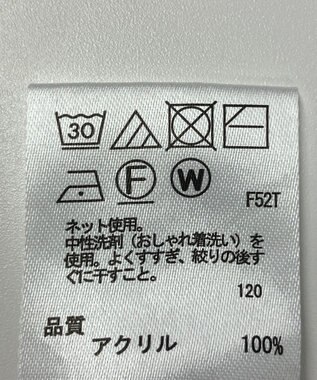 30
F W F52T
ネット使用。
中性洗剤（おしゃれ着洗い）を
使用。よくすすぎ、絞りの後す
ぐに干すこと。
120
品質
アクリル 100%